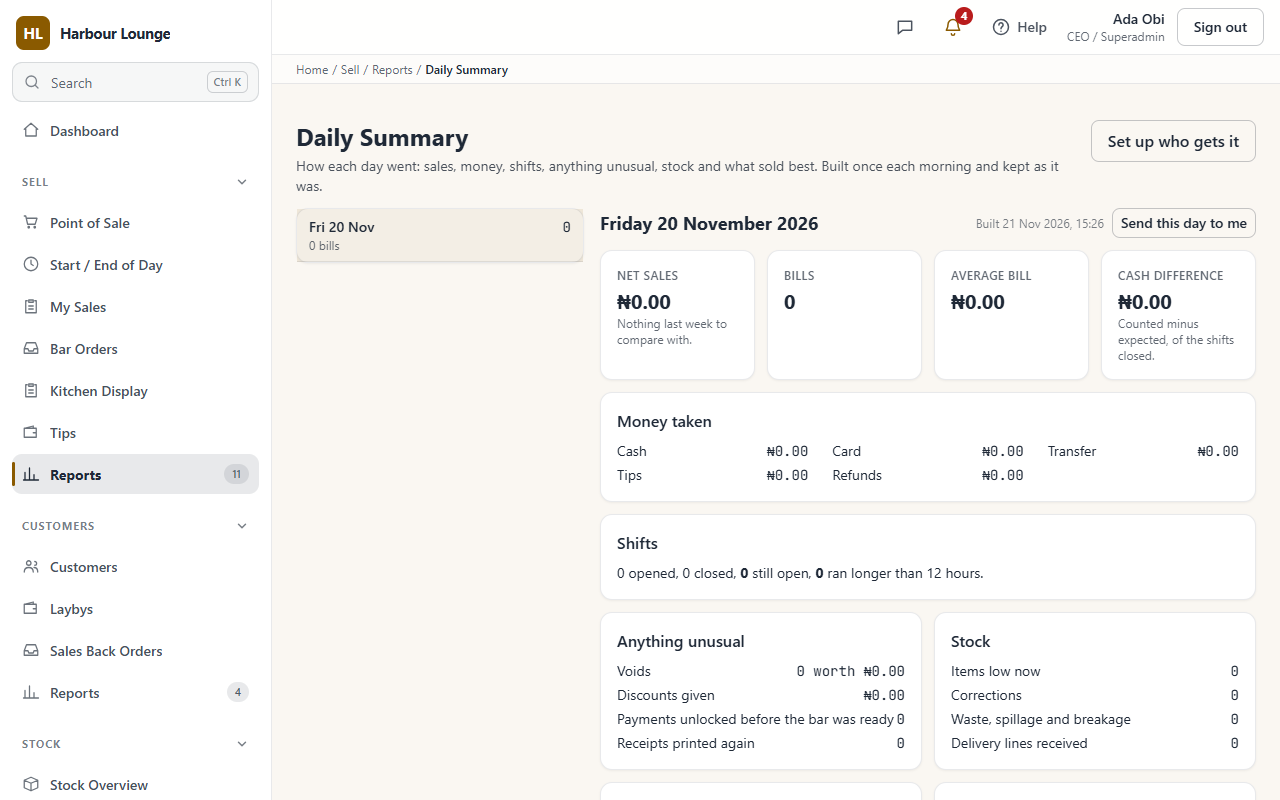 HL Harbour Lounge
Search Ctrl K
Dashboard
SELL
Point of Sale
Start / End of Day
My Sales
Bar Orders
Kitchen Display
Tips
Reports 11
CUSTOMERS
Customers
Laybys
Sales Back Orders
Reports 4
STOCK
Stock Overview
4
Help
Ada Obi
CEO / Superadmin
Sign out
Home / Sell / Reports / Daily Summary
Daily Summary
How each day went: sales, money, shifts, anything unusual, stock and what sold best. Built once each morning and kept as it
was.
Set up who gets it
Fri 20 Nov 0
0 bills
Friday 20 November 2026
Built 21 Nov 2026, 15:26
Send this day to me
NET SALES
₦0.00
Nothing last week to
compare with.
BILLS
0
AVERAGE BILL
₦0.00
CASH DIFFERENCE
₦0.00
Counted minus
expected, of the shifts
closed.
Money taken
Cash ₦0.00 Card ₦0.00 Transfer ₦0.00
Tips ₦0.00 Refunds ₦0.00
Shifts
0 opened, 0 closed, 0 still open, 0 ran longer than 12 hours.
Anything unusual
Voids 0 worth ₦0.00
Discounts given ₦0.00
Payments unlocked before the bar was ready 0
Receipts printed again 0
Stock
Items low now 0
Corrections 0
Waste, spillage and breakage 0
Delivery lines received 0